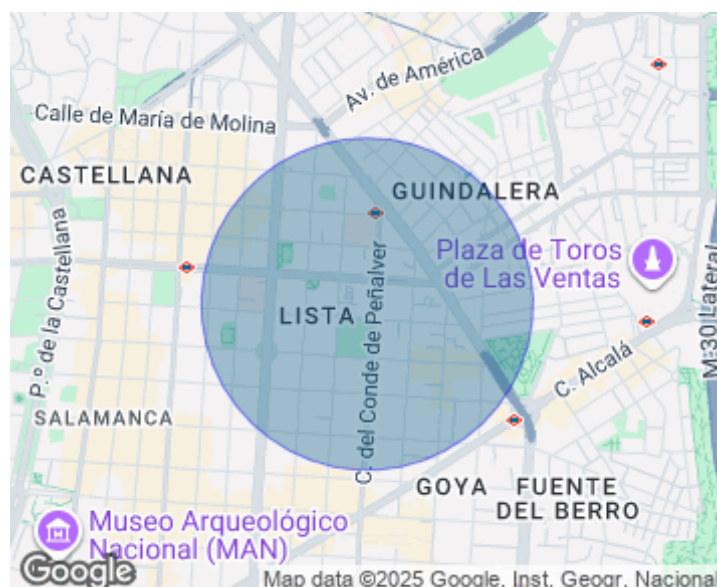 Av. de América
Calle de María de Molina
CASTELLANA
GUINDALERA
P.º de la Castellana
C. del Conde de Peñalver
Plaza de Toros
de Las Ventas
M-30 Lateral
LISTA
C. Alcalá
SALAMANCA
GOYA
FUENTE
DEL BERRO
Museo Arqueológico
Nacional (MAN)
Google
Map data ©2025 Google, Inst. Geogr. Nacional